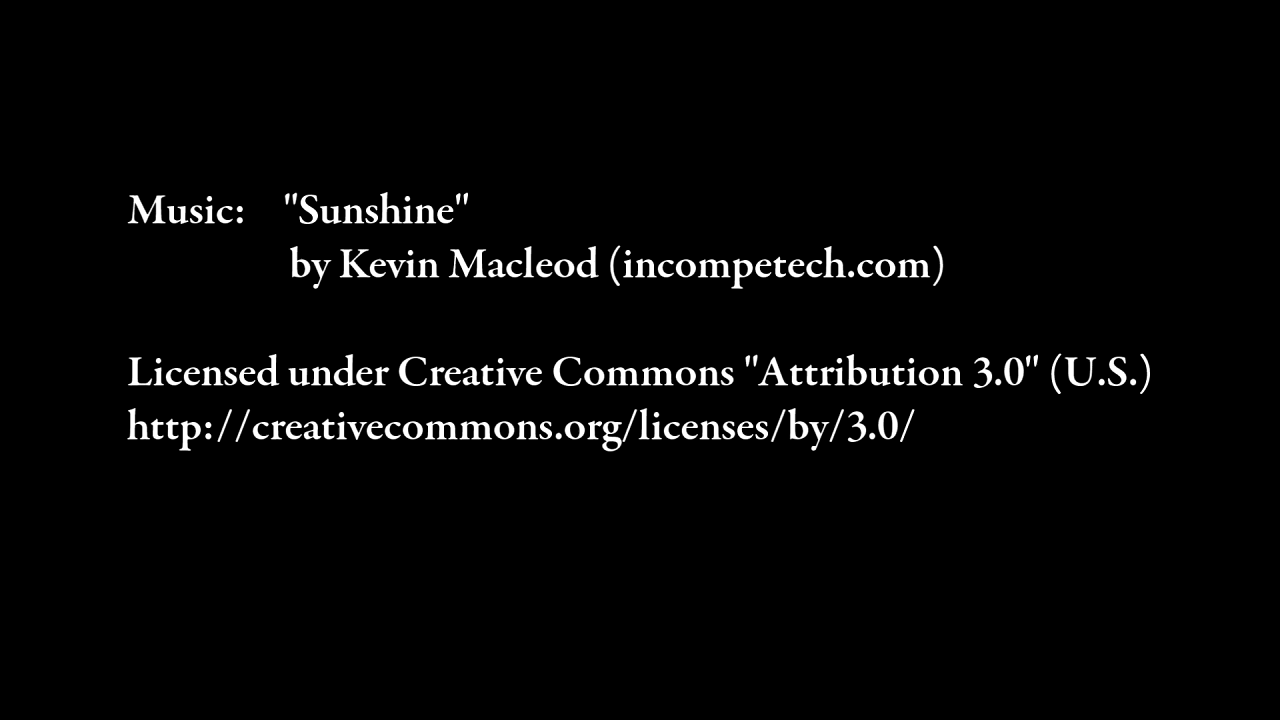 Music: "Sunshine"
by Kevin Macleod (incompetech.com)
Licensed under Creative Commons "Attribution 3.0" (U.S.)
http://creativecommons.org/licenses/by/3.0/